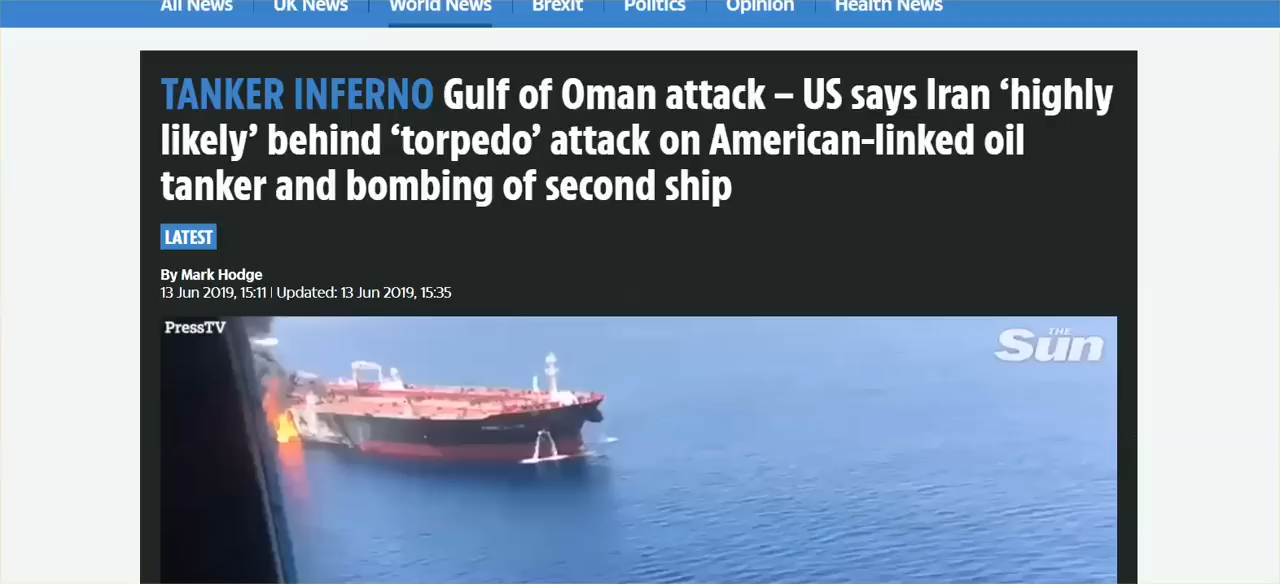 All News UK News World News Brexit Politics Opinion Health News
TANKER INFERNO Gulf of Oman attack – US says Iran ‘highly
likely’ behind ‘torpedo’ attack on American-linked oil
tanker and bombing of second ship
LATEST
By Mark Hodge
13 Jun 2019, 15:11 | Updated: 13 Jun 2019, 15:35
PressTV
THE
Sun